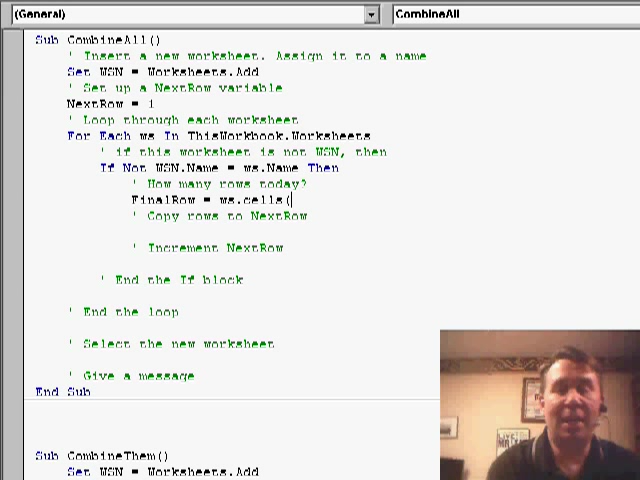 (General)
CombineAll
Sub CombineAll()
' Insert a new worksheet. Assign it to a name
Set WSN = Worksheets.Add
' Set up a NextRow variable
NextRow = 1
' Loop through each worksheet
For Each ws In ThisWorkbook.Worksheets
' if this worksheet is not WSN, then
If Not WSN.Name = ws.Name Then
' How many rows today?
FinalRow = ws.cells(
' Copy rows to NextRow
' Increment NextRow
' End the If block
' End the loop
' Select the new worksheet
' Give a message
End Sub
Sub CombineThem()
Set WSN = Worksheets.Add